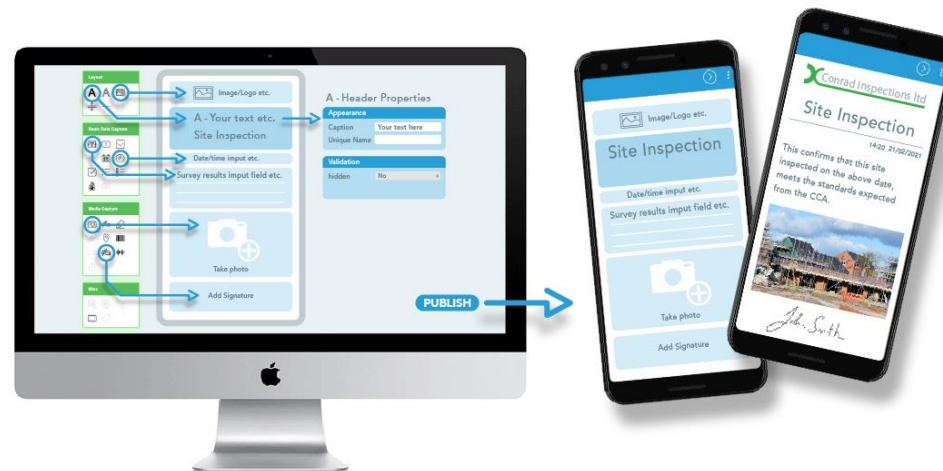 Layout
A A
Basic Data Capture
Media Capture
Misc
Image/Logo etc.
A - Your text etc.
Site Inspection
Date/time input etc.
Survey results imput field etc.
Take photo
Add Signature
A - Header Properties
Appearance
Caption Your text here
Unique Name
Validation
hidden No
PUBLISH
Image/Logo etc.
Site Inspection
Date/time imput etc.
Survey results imput field etc.
Take photo
Add Signature
Conrad Inspections ltd
Site Inspection
14:20 21/02/2021
This confirms that this site
inspected on the above date,
meets the standards expected
from the CCA.
John Smith